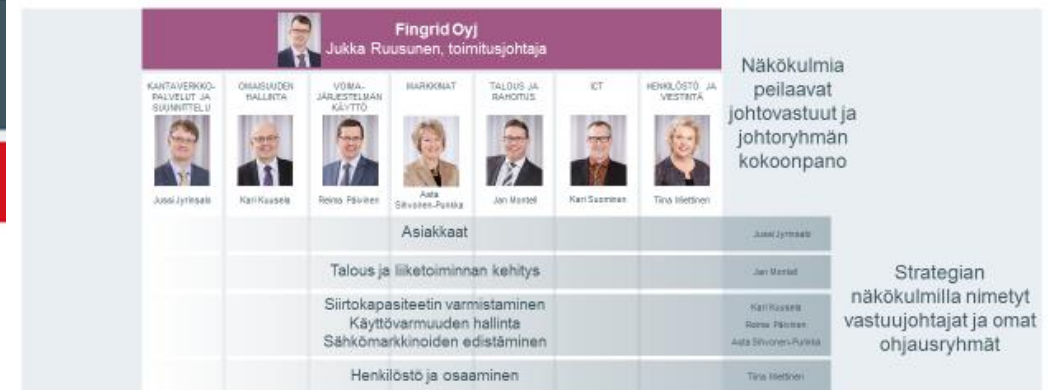 Fingrid Oyj
Jukka Ruusunen, toimitusjohtaja
KANTAVERKKO-
PALVELUT JA
SUUNNITTELU
OMAISUUDEN
HALLINTA
VOIMA-
JÄRJESTELMÄN
KÄYTTÖ
MARKKINAT
TALOUS JA
RAHOITUS
ICT
HENKILÖSTÖ JA
VIESTINTÄ
Jussi Jyrinsalo
Kari Kuusela
Reima Päivinen
Asta
Sihvonen-Punkka
Jan Montell
Kari Suominen
Tiina Miettinen
Näkökulmia
peilaavat
johtovastuut ja
johtoryhmän
kokoonpano
Asiakkaat
Jussi Jyrinsalo
Talous ja liiketoiminnan kehitys
Jan Montell
Siirtokapasiteetin varmistaminen
Kari Kuusela
Käyttövarmuuden hallinta
Reima Päivinen
Sähkömarkkinoiden edistäminen
Asta Sihvonen-Punkka
Henkilöstö ja osaaminen
Tiina Miettinen
Strategian
näkökulmilla nimetyt
vastuujohtajat ja omat
ohjausryhmät